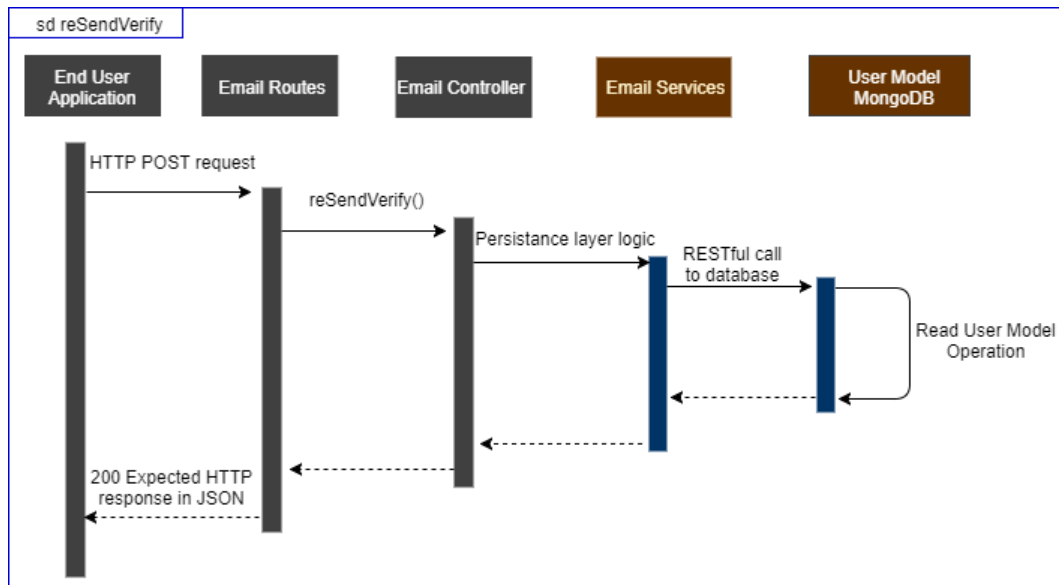 sd reSendVerify
End User
Application
Email Routes
Email Controller
Email Services
User Model
MongoDB
HTTP POST request
reSendVerify()
Persistance layer logic
RESTful call
to database
Read User Model
Operation
200 Expected HTTP
response in JSON